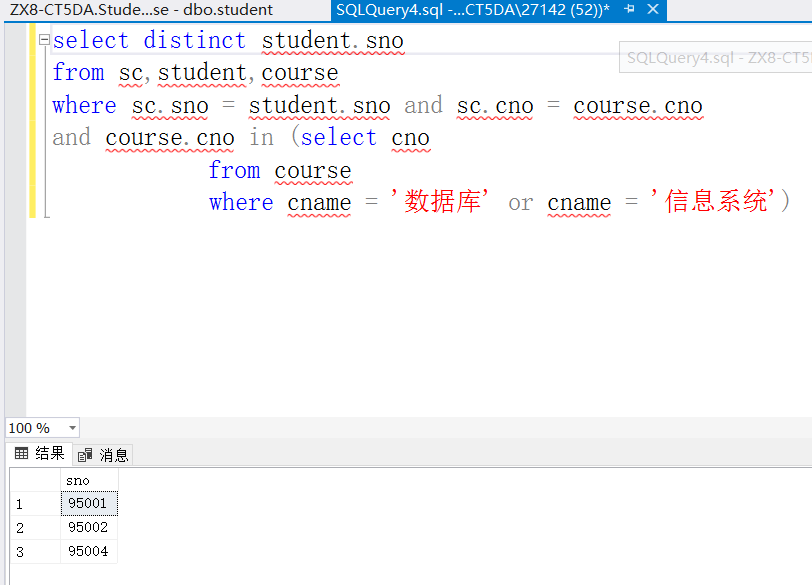 ZX8-CT5DA.Stude...se - dbo.student
SQLQuery4.sql -...CT5DA\27142 (52))*
select distinct student.sno
from sc,student,course
SQLQuery4.sql - ZX8-CT5
where sc.sno = student.sno and sc.cno = course.cno
and course.cno in (select cno
from course
where cname = '数据库' or cname = '信息系统')
100 %
结果
消息
sno
1 95001
2 95002
3 95004